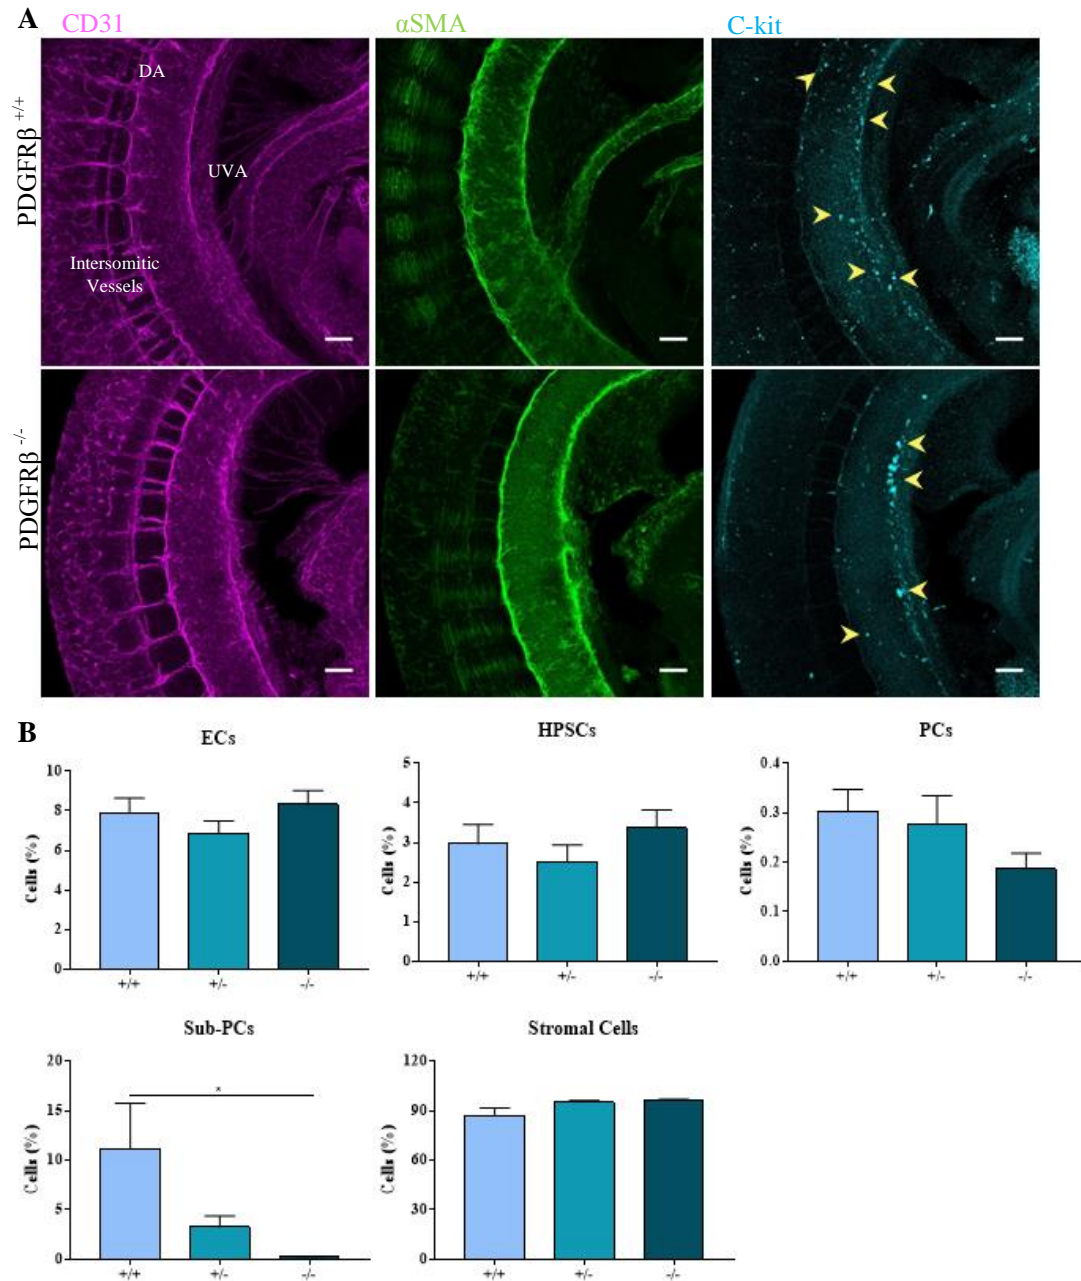 A
CD31
αSMA
C-kit
PDGFRβ +/+
DA
UVA
Intersomitic
Vessels
PDGFRβ -/-
B
ECs
Cells (%)
10
8
6
4
2
0
+/+
+/-
-/-
HPSCs
Cells (%)
5
4
3
2
1
0
+/+
+/-
-/-
PCs
Cells (%)
0.4
0.3
0.2
0.1
0.0
+/+
+/-
-/-
Sub-PCs
Cells (%)
20
15
10
5
0
*
+/+
+/-
-/-
Stromal Cells
Cells (%)
120
90
60
30
0
+/+
+/-
-/-